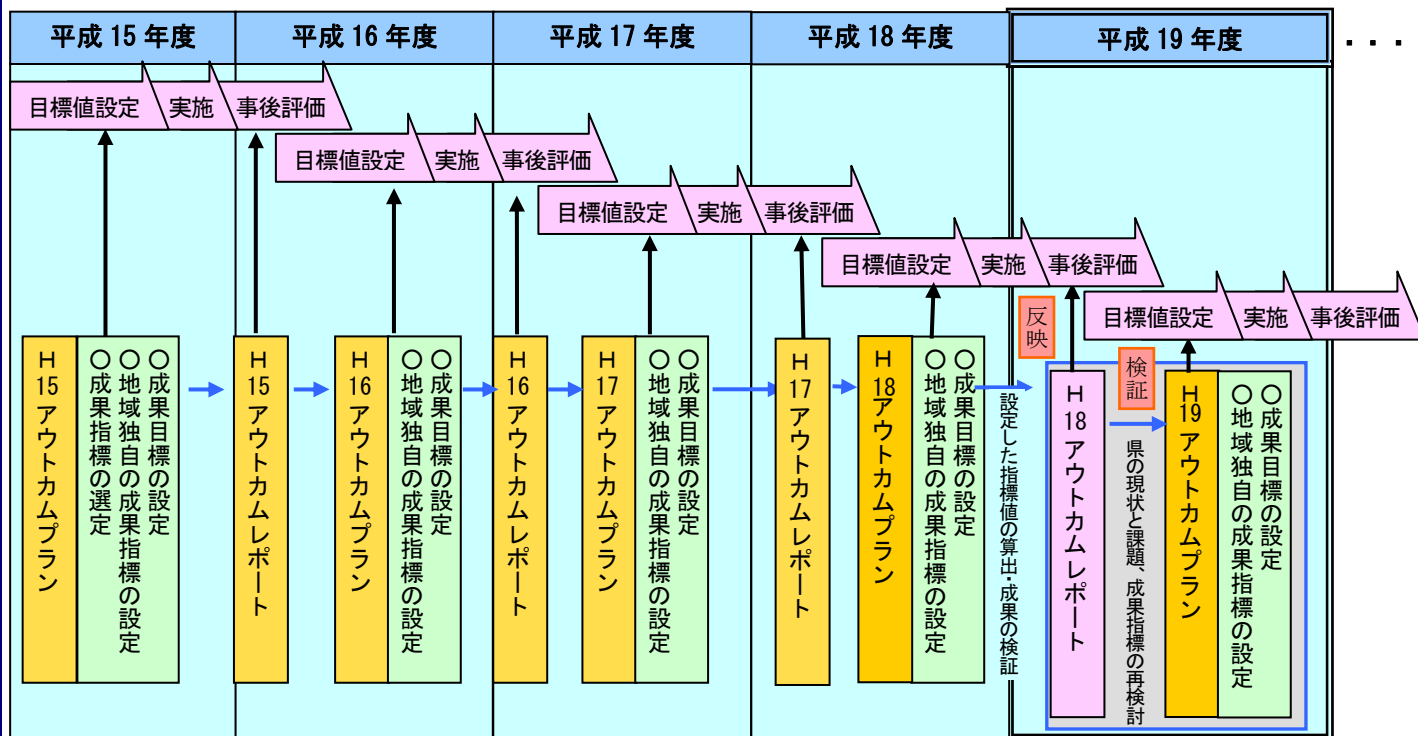 平成 15 年度
平成 16 年度
平成 17 年度
平成 18 年度
平成 19 年度
・・・
目標値設定
実施
事後評価
目標値設定
実施
事後評価
目標値設定
実施
事後評価
目標値設定
実施
事後評価
目標値設定
実施
事後評価
H15アウトカムプラン
○成果目標の設定
○地域独自の成果指標の設定
○成果指標の選定
H15アウトカムレポート
H16アウトカムプラン
○成果目標の設定
○地域独自の成果指標の設定
H16アウトカムレポート
H17アウトカムプラン
○成果目標の設定
○地域独自の成果指標の設定
H17アウトカムレポート
H18アウトカムプラン
○成果目標の設定
○地域独自の成果指標の設定
設定した指標値の算出・成果の検証
反映
H18アウトカムレポート
検証
県の現状と課題、成果指標の再検討
H19アウトカムプラン
○成果目標の設定
○地域独自の成果指標の設定